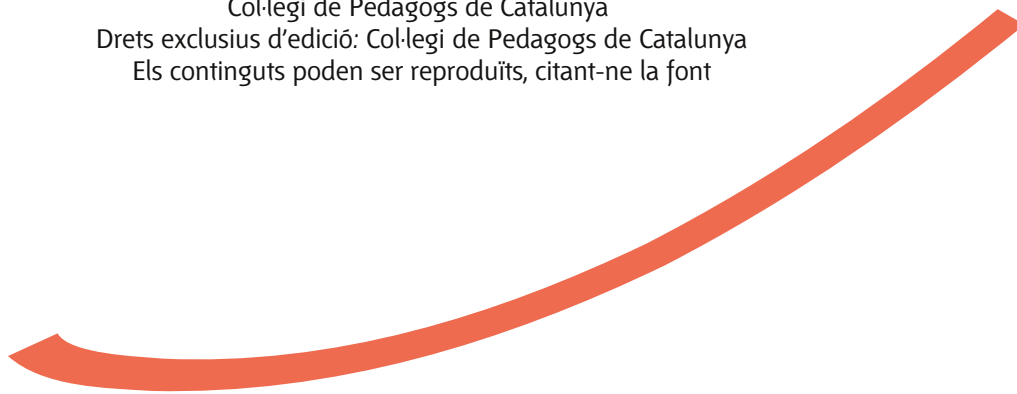 Col·legi de Pedagogs de Catalunya
Drets exclusius d'edició: Col·legi de Pedagogs de Catalunya
Els continguts poden ser reproduïts, citant-ne la font